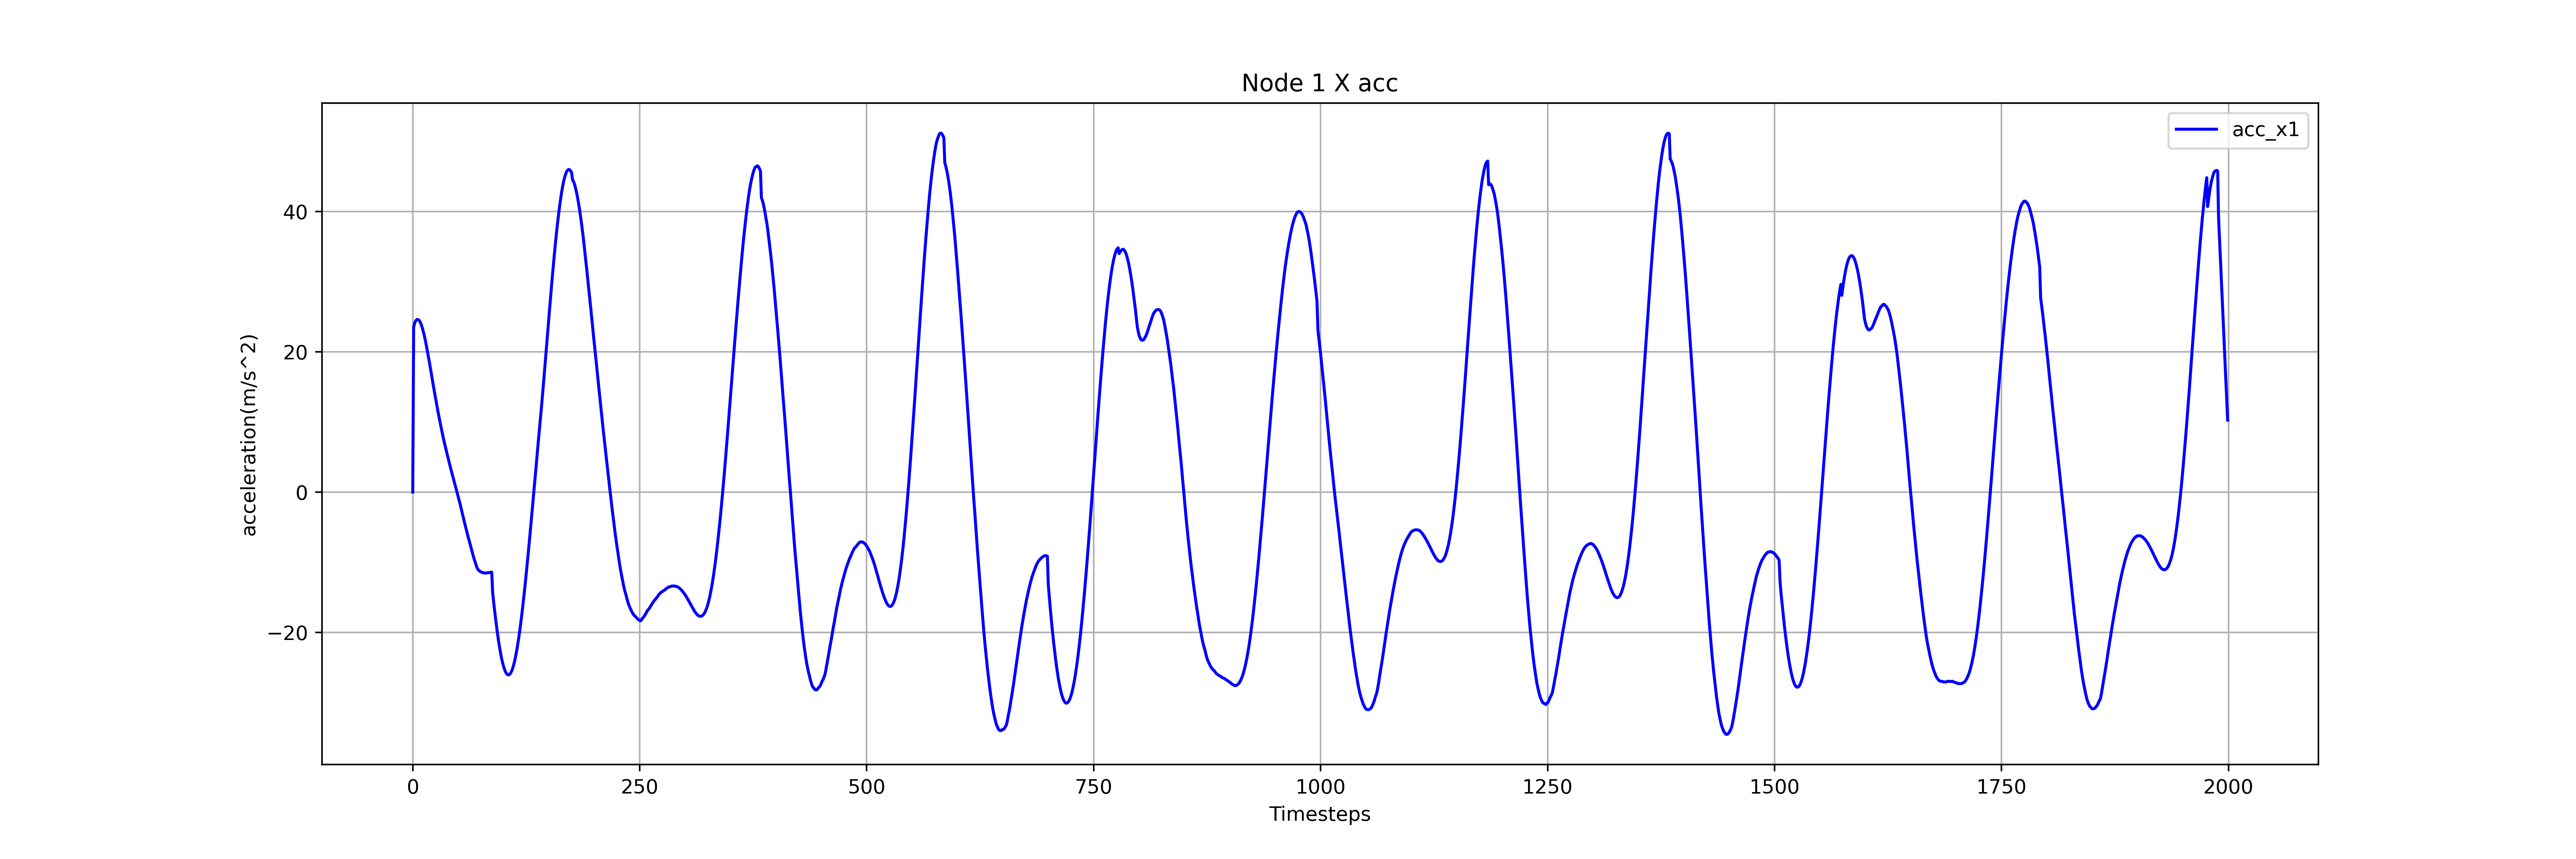 Node 1 X acc
acc_x1
acceleration(m/s^2)
40
20
0
−20
0 250 500 750 1000 1250 1500 1750 2000
Timesteps